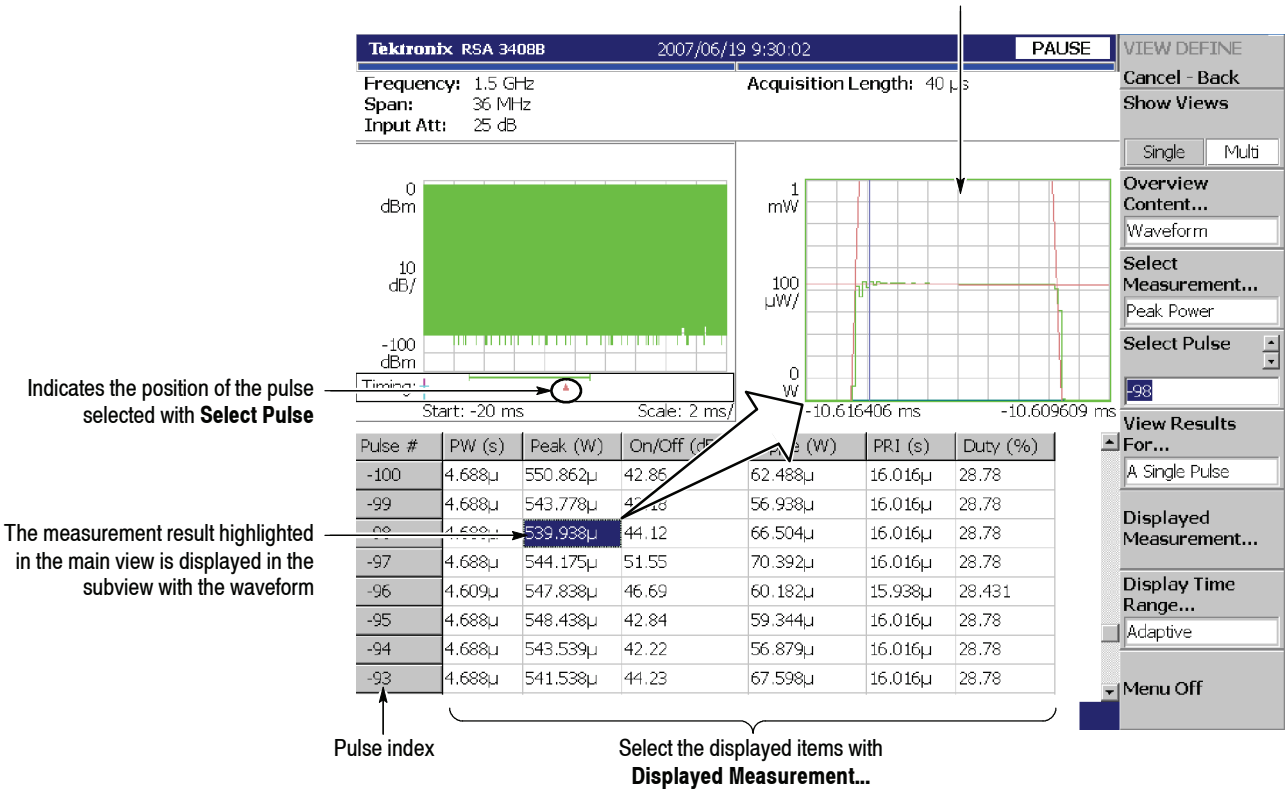 Tektronix RSA 3408B 2007/06/19 9:30:02 PAUSE
Frequency: 1.5 GHz
Span: 36 MHz
Input Att: 25 dB
Acquisition Length: 40 µs
0
dBm
10
dB/
-100
dBm
Timing:
Start: -20 ms Scale: 2 ms/
1
mW
100
µW/
0
W
-10.616406 ms -10.609609 ms
Pulse # PW (s) Peak (W) On/Off (W) PRI (s) Duty (%)
-100 4.688µ 550.862µ 42.86 62.488µ 16.016µ 28.78
-99 4.688µ 543.778µ 56.938µ 16.016µ 28.78
-98 4.688µ 539.938µ 44.12 66.504µ 16.016µ 28.78
-97 4.688µ 544.175µ 51.55 70.392µ 16.016µ 28.78
-96 4.609µ 547.838µ 46.69 60.182µ 15.938µ 28.431
-95 4.688µ 548.438µ 42.84 59.344µ 16.016µ 28.78
-94 4.688µ 543.539µ 42.22 56.879µ 16.016µ 28.78
-93 4.688µ 541.538µ 44.23 67.598µ 16.016µ 28.78
VIEW DEFINE
Cancel - Back
Show Views
Single Multi
Overview
Content...
Waveform
Select
Measurement...
Peak Power
Select Pulse
-98
View Results
For...
A Single Pulse
Displayed
Measurement...
Display Time
Range...
Adaptive
Menu Off
Indicates the position of the pulse
selected with Select Pulse
The measurement result highlighted
in the main view is displayed in the
subview with the waveform
Pulse index
Select the displayed items with
Displayed Measurement...